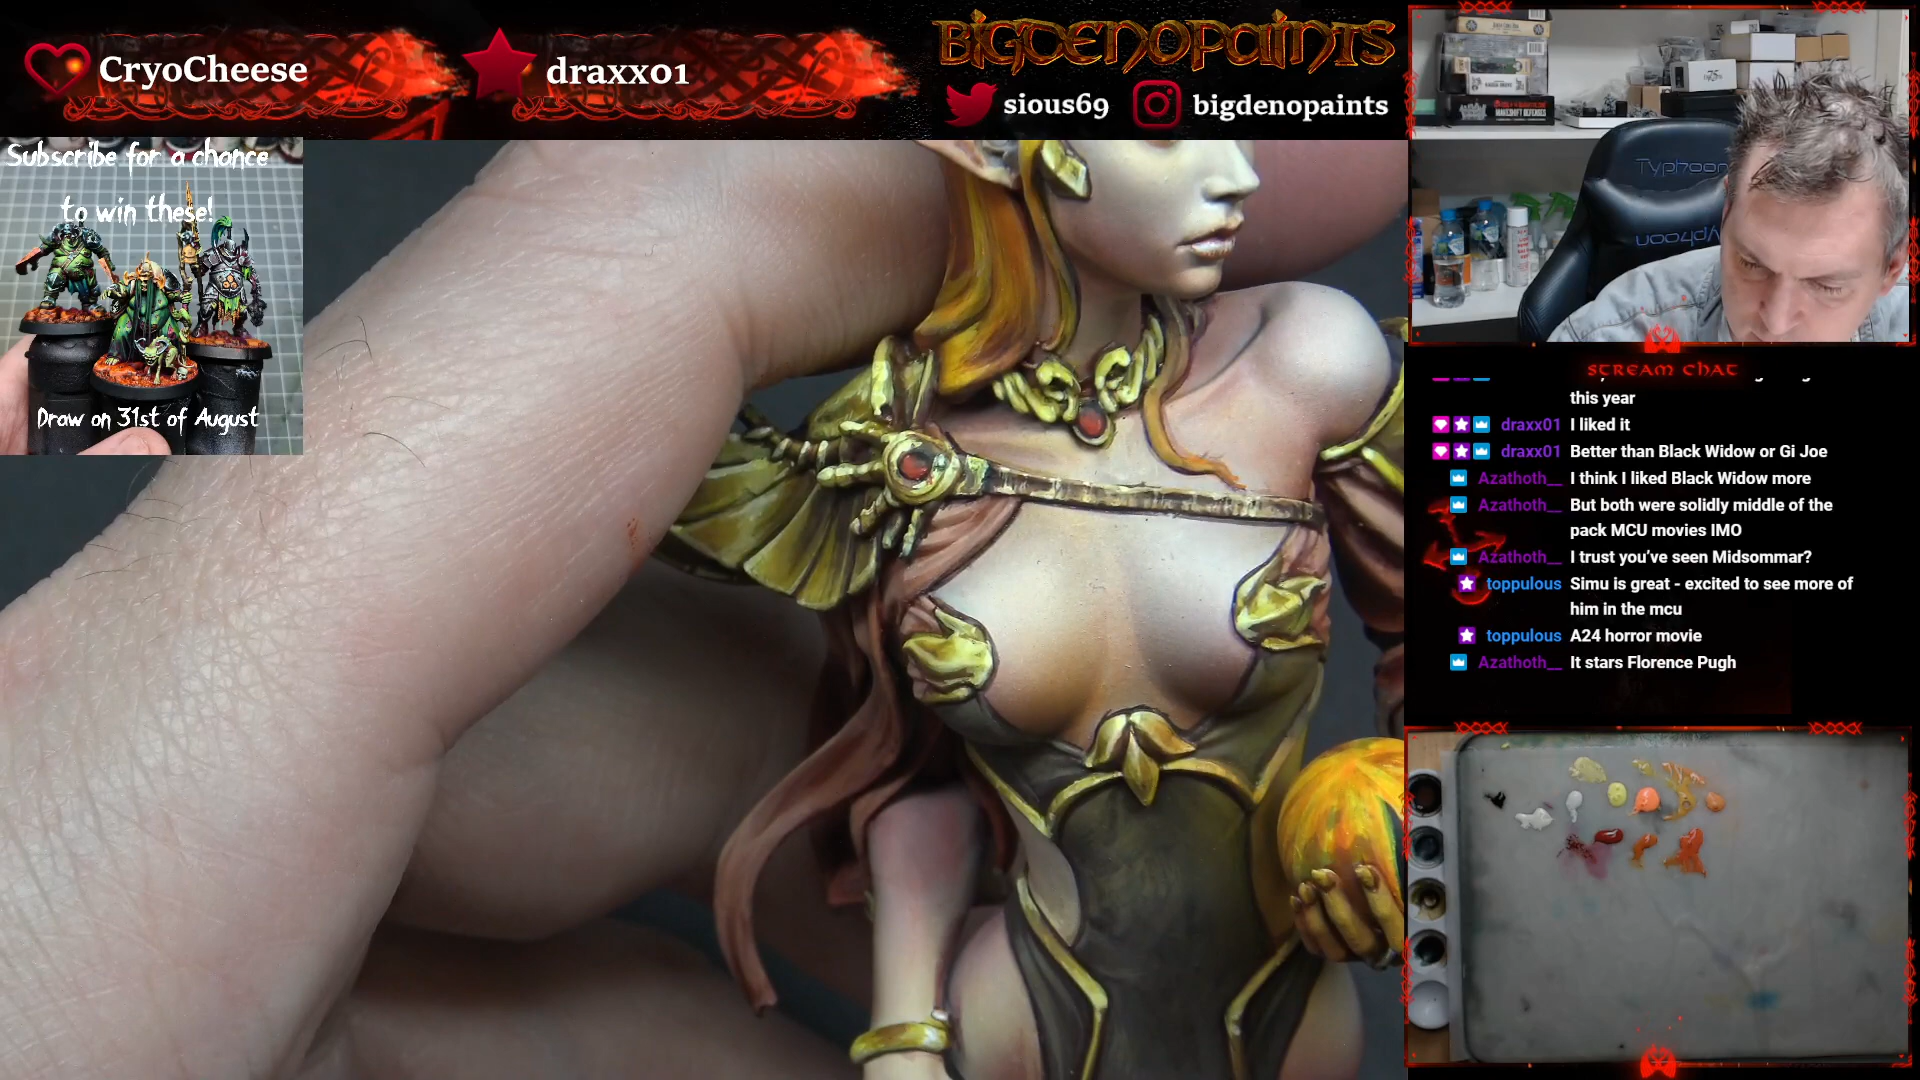 CryoCheese
draxx01
BIGDENOPAINTS
sious69
bigdenopaints
Subscribe for a chance
to win these!
Draw on 31st of August
Typhoon
STREAM CHAT
this year
draxx01 I liked it
draxx01 Better than Black Widow or Gi Joe
Azathoth__ I think I liked Black Widow more
Azathoth__ But both were solidly middle of the
pack MCU movies IMO
Azathoth__ I trust you've seen Midsommar?
toppulous Simu is great - excited to see more of
him in the mcu
toppulous A24 horror movie
Azathoth__ It stars Florence Pugh